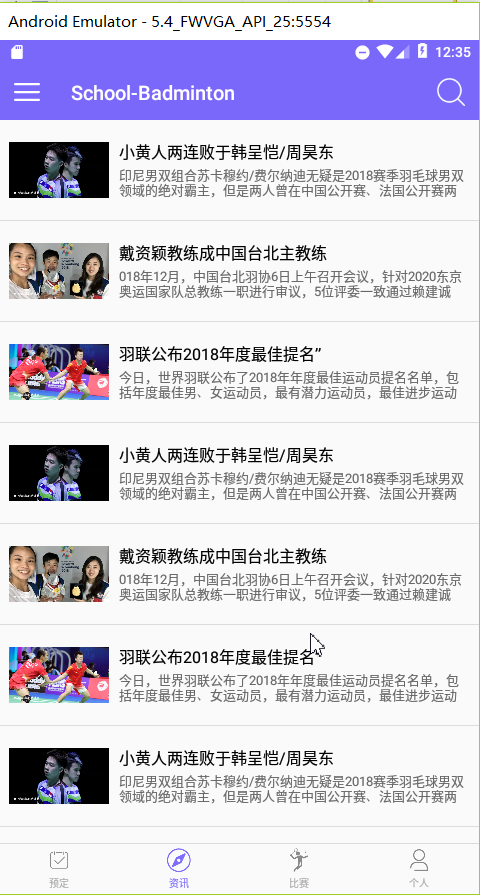 Android Emulator - 5.4_FWVGA_API_25:5554
12:35
School-Badminton
小黄人两连败于韩呈恺/周昊东
印尼男双组合苏卡穆约/费尔纳迪无疑是2018赛季羽毛球男双
领域的绝对霸主，但是两人曾在中国公开赛、法国公开赛两
戴资颖教练成中国台北主教练
018年12月，中国台北羽协6日上午召开会议，针对2020东京
奥运国家队总教练一职进行审议，5位评委一致通过赖建诚
羽联公布2018年度最佳提名”
今日，世界羽联公布了2018年年度最佳运动员提名名单，包
括年度最佳男、女运动员，最有潜力运动员，最佳进步运动
小黄人两连败于韩呈恺/周昊东
印尼男双组合苏卡穆约/费尔纳迪无疑是2018赛季羽毛球男双
领域的绝对霸主，但是两人曾在中国公开赛、法国公开赛两
戴资颖教练成中国台北主教练
018年12月，中国台北羽协6日上午召开会议，针对2020东京
奥运国家队总教练一职进行审议，5位评委一致通过赖建诚
羽联公布2018年度最佳提名”
今日，世界羽联公布了2018年年度最佳运动员提名名单，包
括年度最佳男、女运动员，最有潜力运动员，最佳进步运动
小黄人两连败于韩呈恺/周昊东
印尼男双组合苏卡穆约/费尔纳迪无疑是2018赛季羽毛球男双
领域的绝对霸主，但是两人曾在中国公开赛、法国公开赛两
预定
资讯
比赛
个人